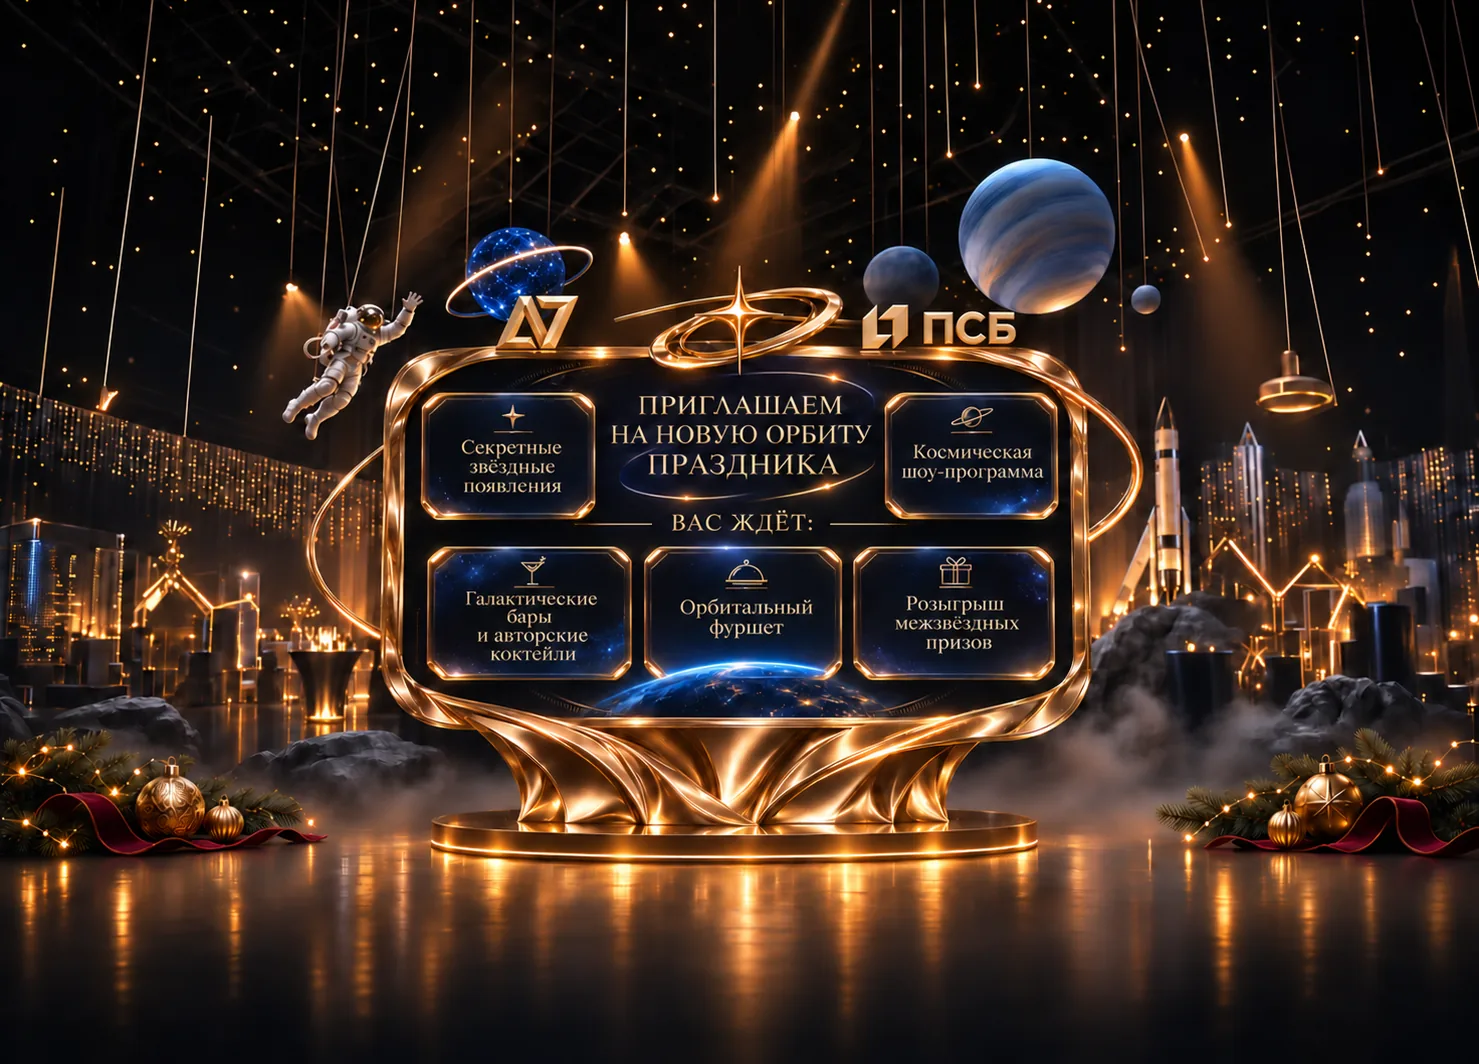 А7
ПСБ
ПРИГЛАШАЕМ
НА НОВУЮ ОРБИТУ
ПРАЗДНИКА
Секретные
звёздные
появления
Космическая
шоу-программа
ВАС ЖДЁТ:
Галактические
бары
и авторские
коктейли
Орбитальный
фуршет
Розыгрыш
межзвёздных
призов